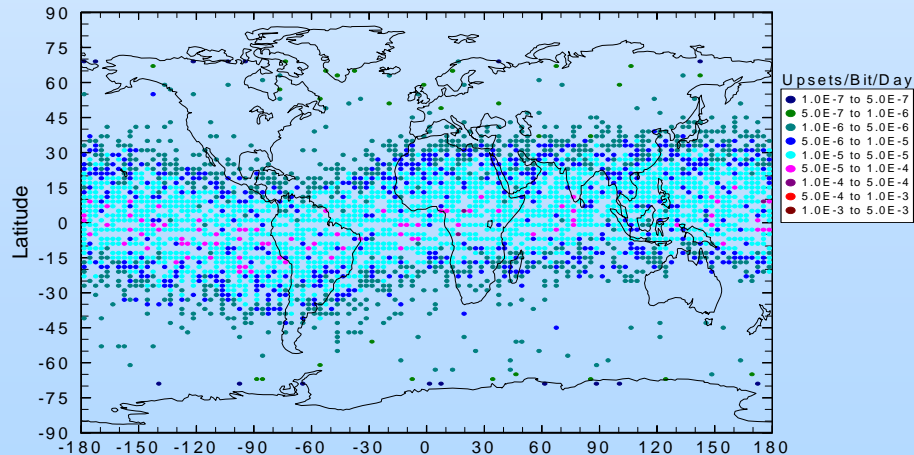 90
75
60
45
30
15
0
-15
-30
-45
-60
-75
-90
Latitude
-180 -150 -120 -90 -60 -30 0 30 60 90 120 150 180
Upsets/Bit/Day
1.0E-7 to 5.0E-7
5.0E-7 to 1.0E-6
1.0E-6 to 5.0E-6
5.0E-6 to 1.0E-5
1.0E-5 to 5.0E-5
5.0E-5 to 1.0E-4
1.0E-4 to 5.0E-4
5.0E-4 to 1.0E-3
1.0E-3 to 5.0E-3